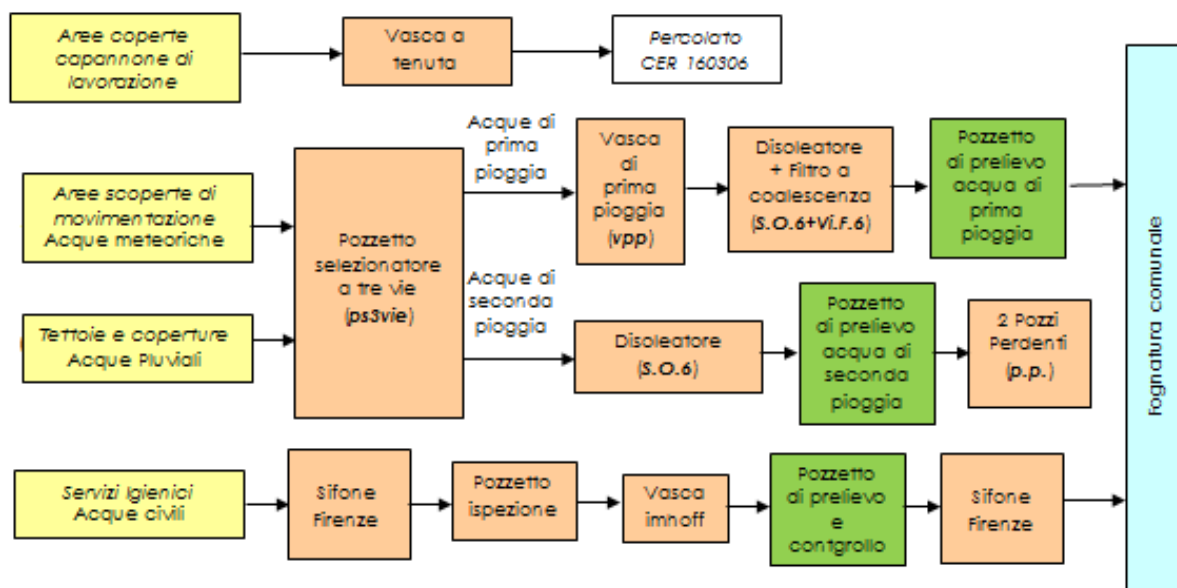 Aree coperte
capannone di
lavorazione
Vasca a
tenuta
Percolato
CER 160306
Aree scoperte di
movimentazione
Acque meteoriche
Tettoie e coperture
Acque Pluviali
Pozzetto
selezionatore
a tre vie
(ps3vie)
Acque di
prima
pioggia
Vasca
di
prima
pioggia
(vpp)
Disoleatore
+ Filtro a
coalescenza
(S.O.6+Vi.F.6)
Pozzetto
di prelievo
acqua di
prima
pioggia
Acque di
seconda
pioggia
Disoleatore
(S.O.6)
Pozzetto
di prelievo
acqua di
seconda
pioggia
2 Pozzi
Perdenti
(p.p.)
Servizi Igienici
Acque civili
Sifone
Firenze
Pozzetto
ispezione
Vasca
imhoff
Pozzetto
di prelievo
e
contgrollo
Sifone
Firenze
Fognatura comunale